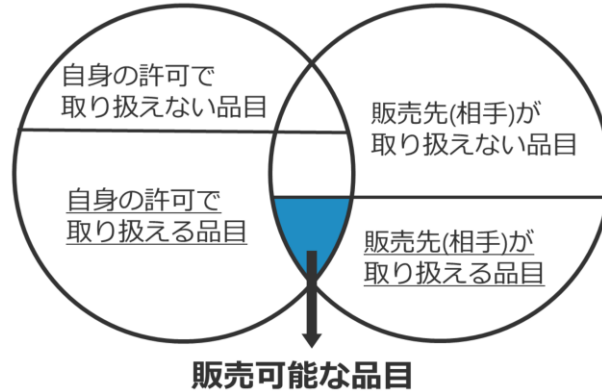 自身の許可で
取り扱えない品目
販売先(相手)が
取り扱えない品目
自身の許可で
取り扱える品目
販売先(相手)が
取り扱える品目
販売可能な品目